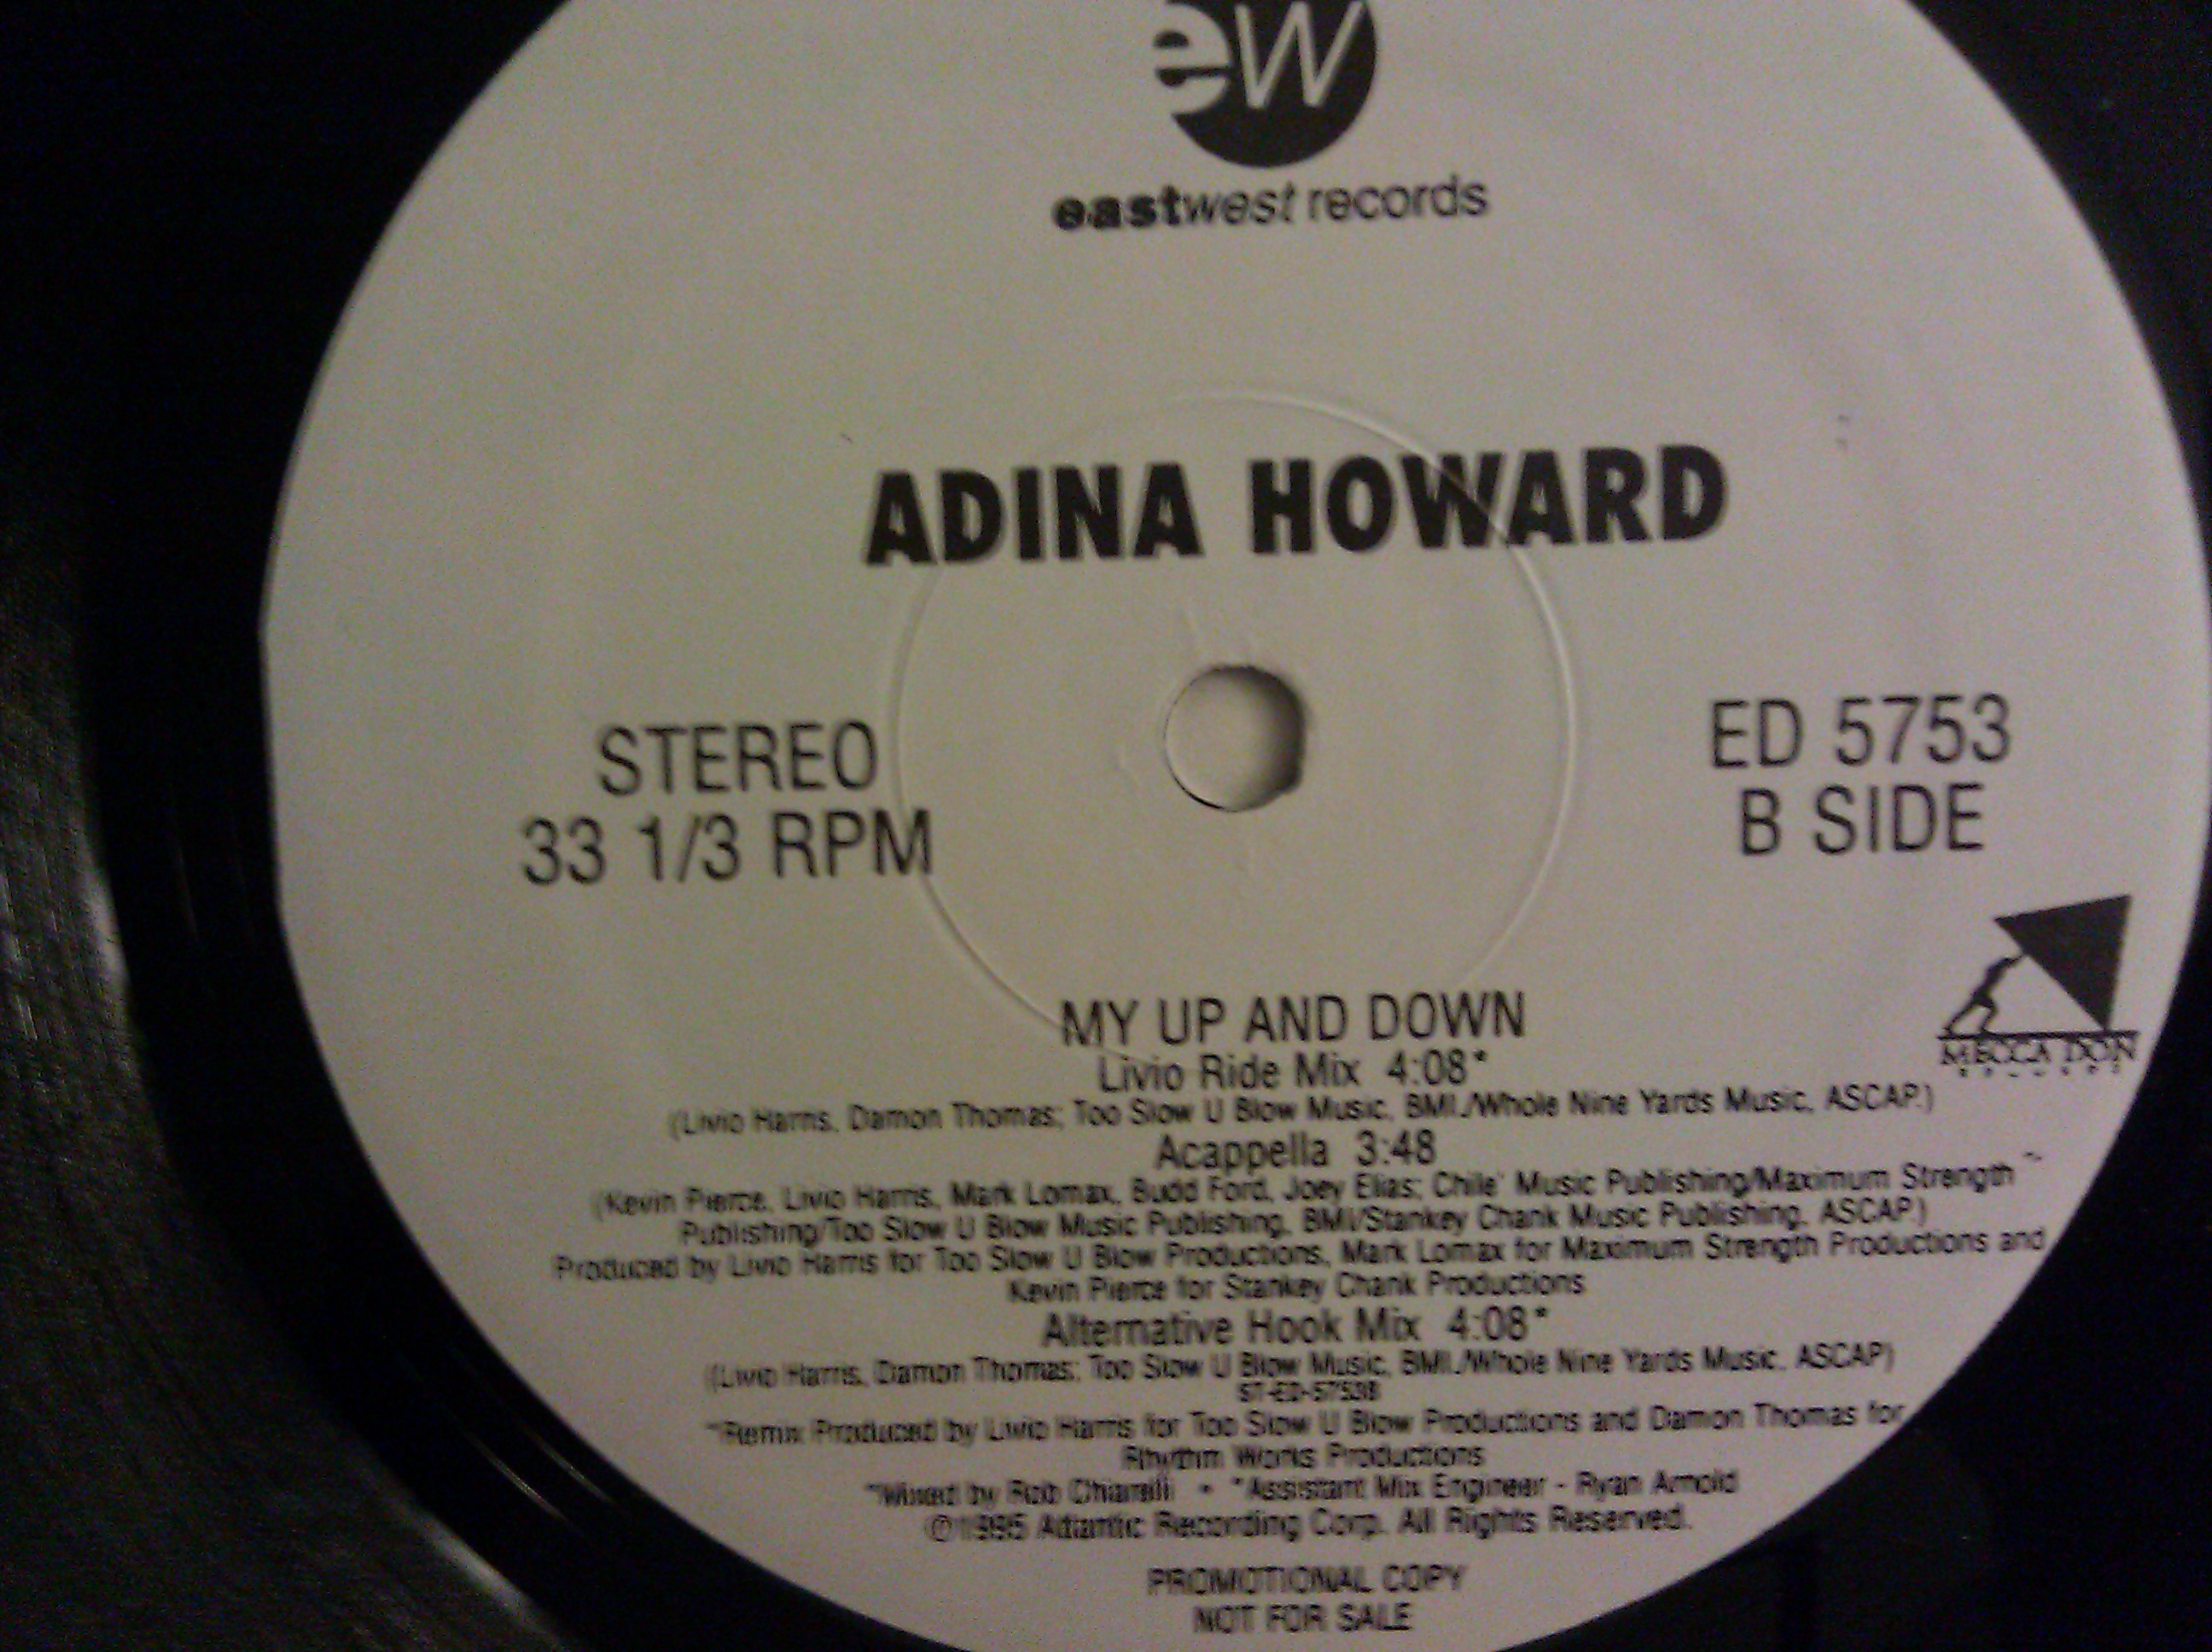 ew
eastwest records
ADINA HOWARD
STEREO
33 1/3 RPM
ED 5753
B SIDE
MECCA DON
MY UP AND DOWN
Livio Ride Mix 4:08*
(Livio Harris, Damon Thomas; Too Slow U Blow Music, BMI./Whole Nine Yards Music, ASCAP.)
Acappella 3:48
(Kevin Pierce, Livio Harris, Mark Lomax, Budd Ford, Joey Elias; Chile' Music Publishing/Maximum Strength
Publishing/Too Slow U Blow Music Publishing, BMI/Stankey Chank Music Publishing, ASCAP.)
Produced by Livio Harris for Too Slow U Blow Productions, Mark Lomax for Maximum Strength Productions and
Kevin Pierce for Stankey Chank Productions
Alternative Hook Mix 4:08*
(Livio Harris, Damon Thomas; Too Slow U Blow Music, BMI./Whole Nine Yards Music, ASCAP)
ST-ED-5753B
*Remix Produced by Livio Harris for Too Slow U Blow Productions and Damon Thomas for
Rhythm Works Productions
*Mixed by Rob Chiarelli • *Assistant Mix Engineer - Ryan Arnold
℗1995 Atlantic Recording Corp. All Rights Reserved.
PROMOTIONAL COPY
NOT FOR SALE